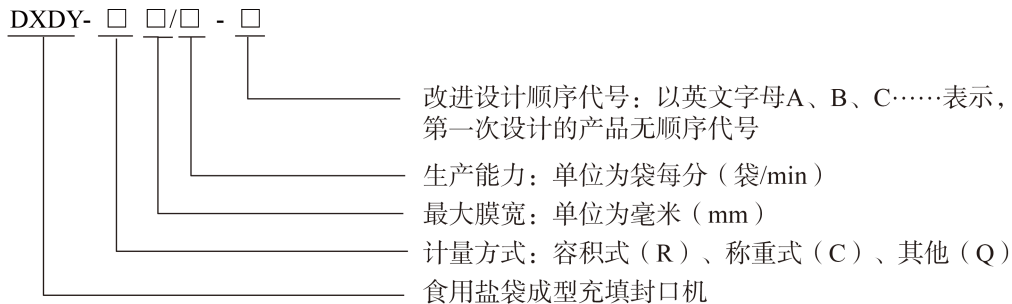 DXDY- □ □/□ - □
改进设计顺序代号：以英文字母A、B、C……表示，
第一次设计的产品无顺序代号
生产能力：单位为袋每分（袋/min）
最大膜宽：单位为毫米（mm）
计量方式：容积式（R）、称重式（C）、其他（Q）
食用盐袋成型充填封口机